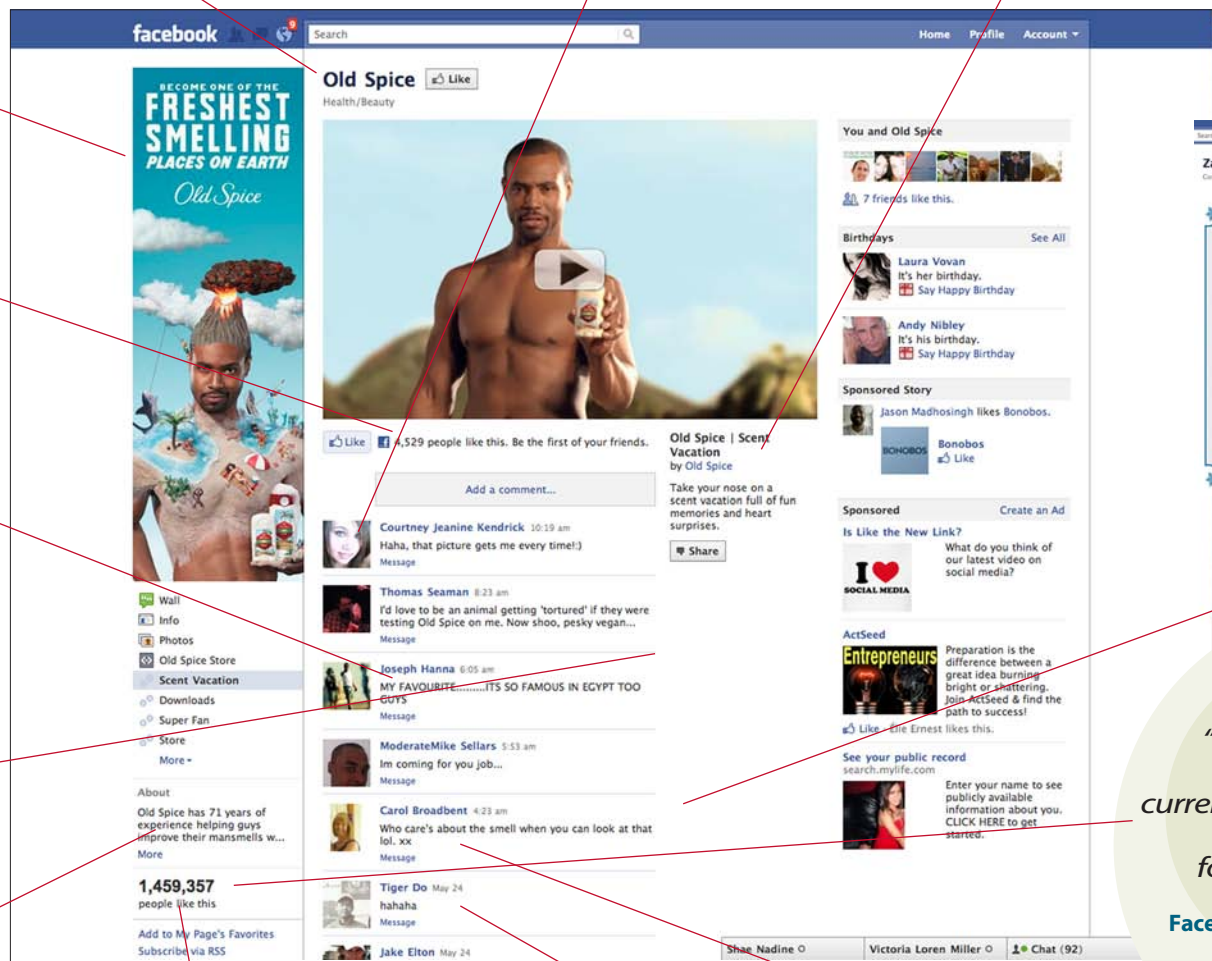 facebook
9
Search
Home Profile Account
BECOME ONE OF THE
FRESHEST
SMELLING
PLACES ON EARTH
Old Spice
Wall
Info
Photos
Old Spice Store
Scent Vacation
Downloads
Super Fan
Store
More
About
Old Spice has 71 years of
experience helping guys
improve their mansmells w...
More
1,459,357
people like this
Add to My Page's Favorites
Subscribe via RSS
Old Spice Like
Health/Beauty
Like 4,529 people like this. Be the first of your friends.
Add a comment...
Courtney Jeanine Kendrick 10:19 am
Haha, that picture gets me every time!:)
Message
Thomas Seaman 8:23 am
I'd love to be an animal getting 'tortured' if they were
testing Old Spice on me. Now shoo, pesky vegan...
Message
Joseph Hanna 6:05 am
MY FAVOURITE..........ITS SO FAMOUS IN EGYPT TOO
GUYS
Message
ModerateMike Sellars 5:53 am
Im coming for you job...
Message
Carol Broadbent 4:23 am
Who care's about the smell when you can look at that
lol. xx
Message
Tiger Do May 24
hahaha
Message
Jake Elton May 24
Old Spice | Scent
Vacation
by Old Spice
Take your nose on a
scent vacation full of fun
memories and heart
surprises.
Share
You and Old Spice
7 friends like this.
Birthdays See All
Laura Vovan
It's her birthday.
Say Happy Birthday
Andy Nibley
It's his birthday.
Say Happy Birthday
Sponsored Story
Jason Madhosingh likes Bonobos.
BONOBOS
Bonobos
Like
Sponsored Create an Ad
Is Like the New Link?
I
SOCIAL MEDIA
What do you think of
our latest video on
social media?
ActSeed
Entrepreneurs
Preparation is the
difference between a
great idea burning
bright or shattering.
Join ActSeed & find the
path to success!
Like · Elie Ernest likes this.
See your public record
search.mylife.com
Enter your name to see
publicly available
information about you.
CLICK HERE to get
started.
Shae Nadine Victoria Loren Miller Chat (92)
curre
fo
Face